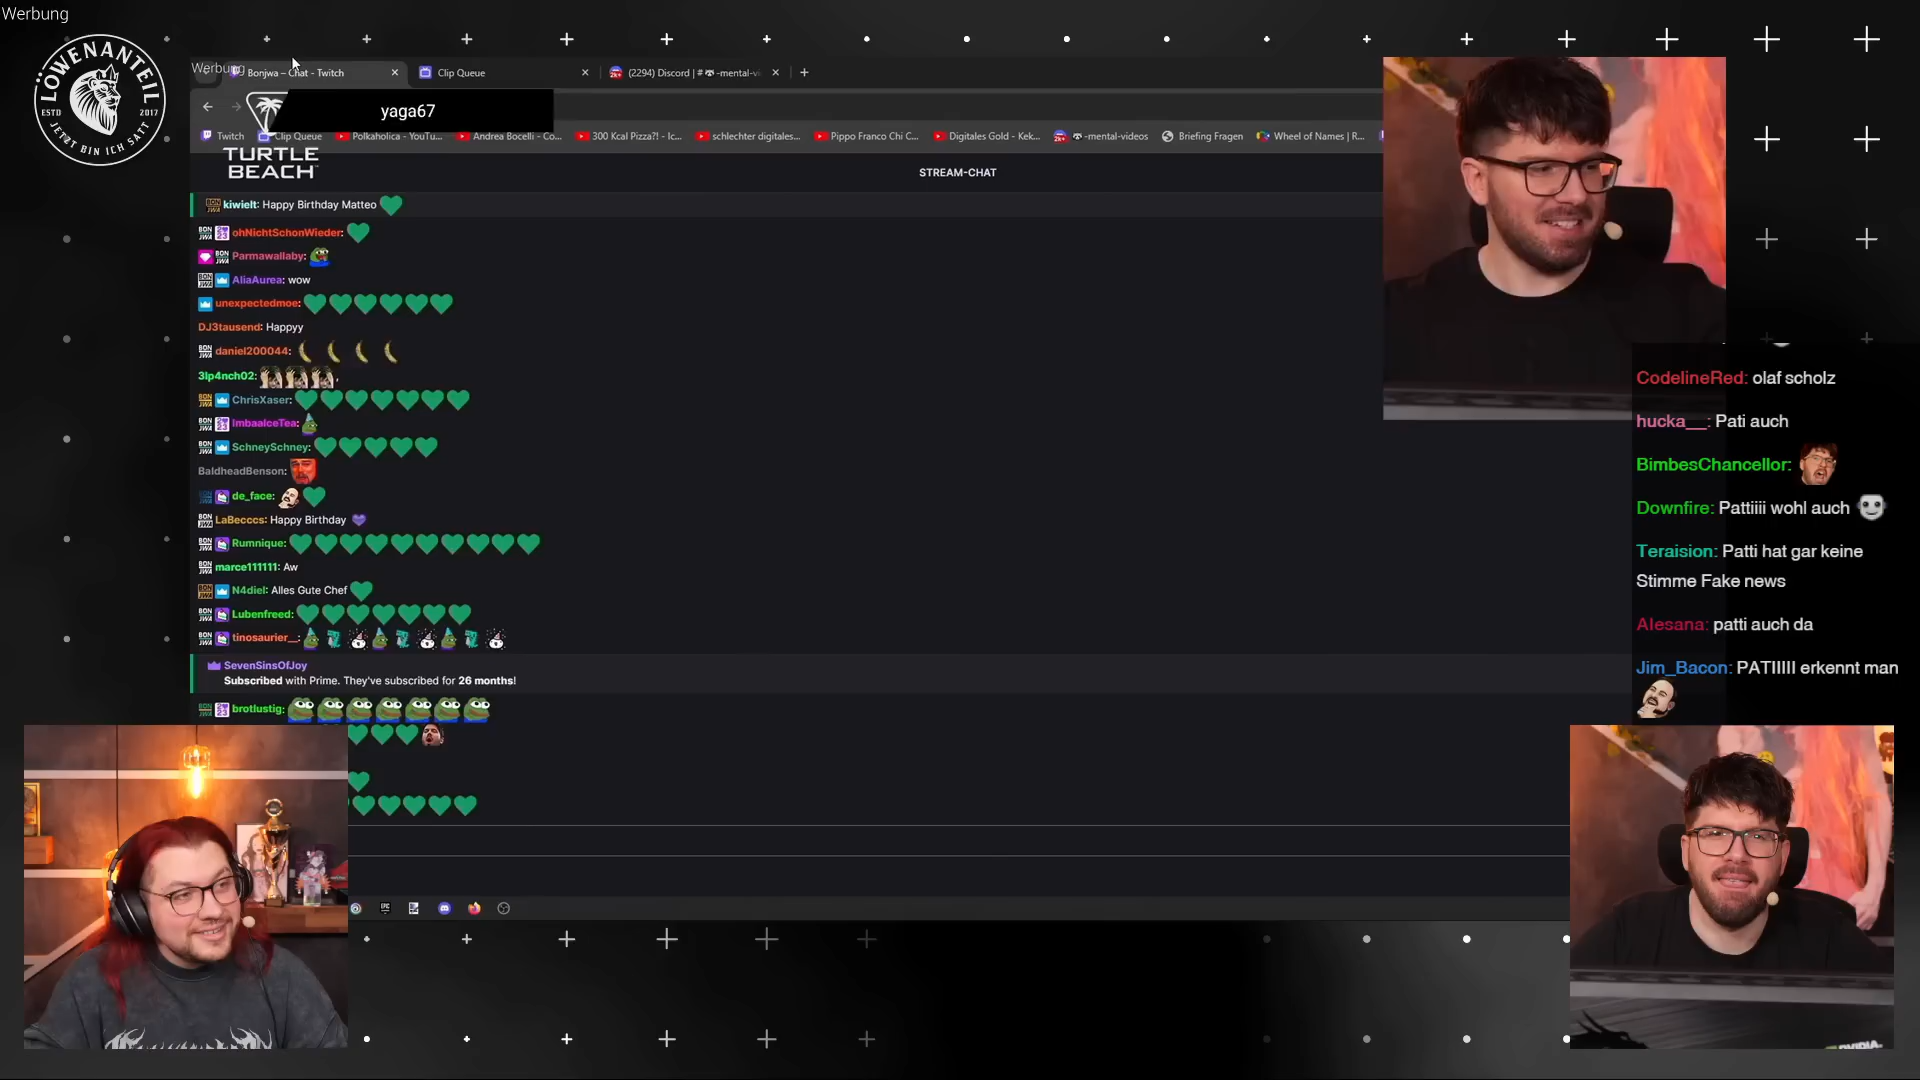 Werbung
LÖWENANTEIL
ESTD 2017
JETZT BIN ICH SATT
Werbung
Bonjwa – Chat - Twitch
Clip Queue
(2294) Discord | # -mental-vi
yaga67
Twitch
Clip Queue
Polkaholica - YouTu...
Andrea Bocelli - Co...
300 Kcal Pizza?! - Ic...
schlechter digitales...
Pippo Franco Chi C...
Digitales Gold - Kek...
-mental-videos
Briefing Fragen
Wheel of Names | R...
TURTLE
BEACH
STREAM-CHAT
kiwielt: Happy Birthday Matteo
ohNichtSchonWieder:
Parmawallaby:
AliaAurea: wow
unexpectedmoe:
DJ3tausend: Happyy
daniel200044:
3lp4nch02: ,
ChrisXaser:
ImbaaIceTea:
SchneySchney:
BaldheadBenson:
de_face:
LaBecccs: Happy Birthday
Rumnique:
marce111111: Aw
N4diel: Alles Gute Chef
Lubenfreed:
tinosaurier__:
SevenSinsOfJoy
Subscribed with Prime. They've subscribed for 26 months!
brotlustig:
CodelineRed: olaf scholz
hucka__: Pati auch
BimbesChancellor:
Downfire: Pattiiii wohl auch
Teraision: Patti hat gar keine
Stimme Fake news
Alesana: patti auch da
Jim_Bacon: PATIIIII erkennt man